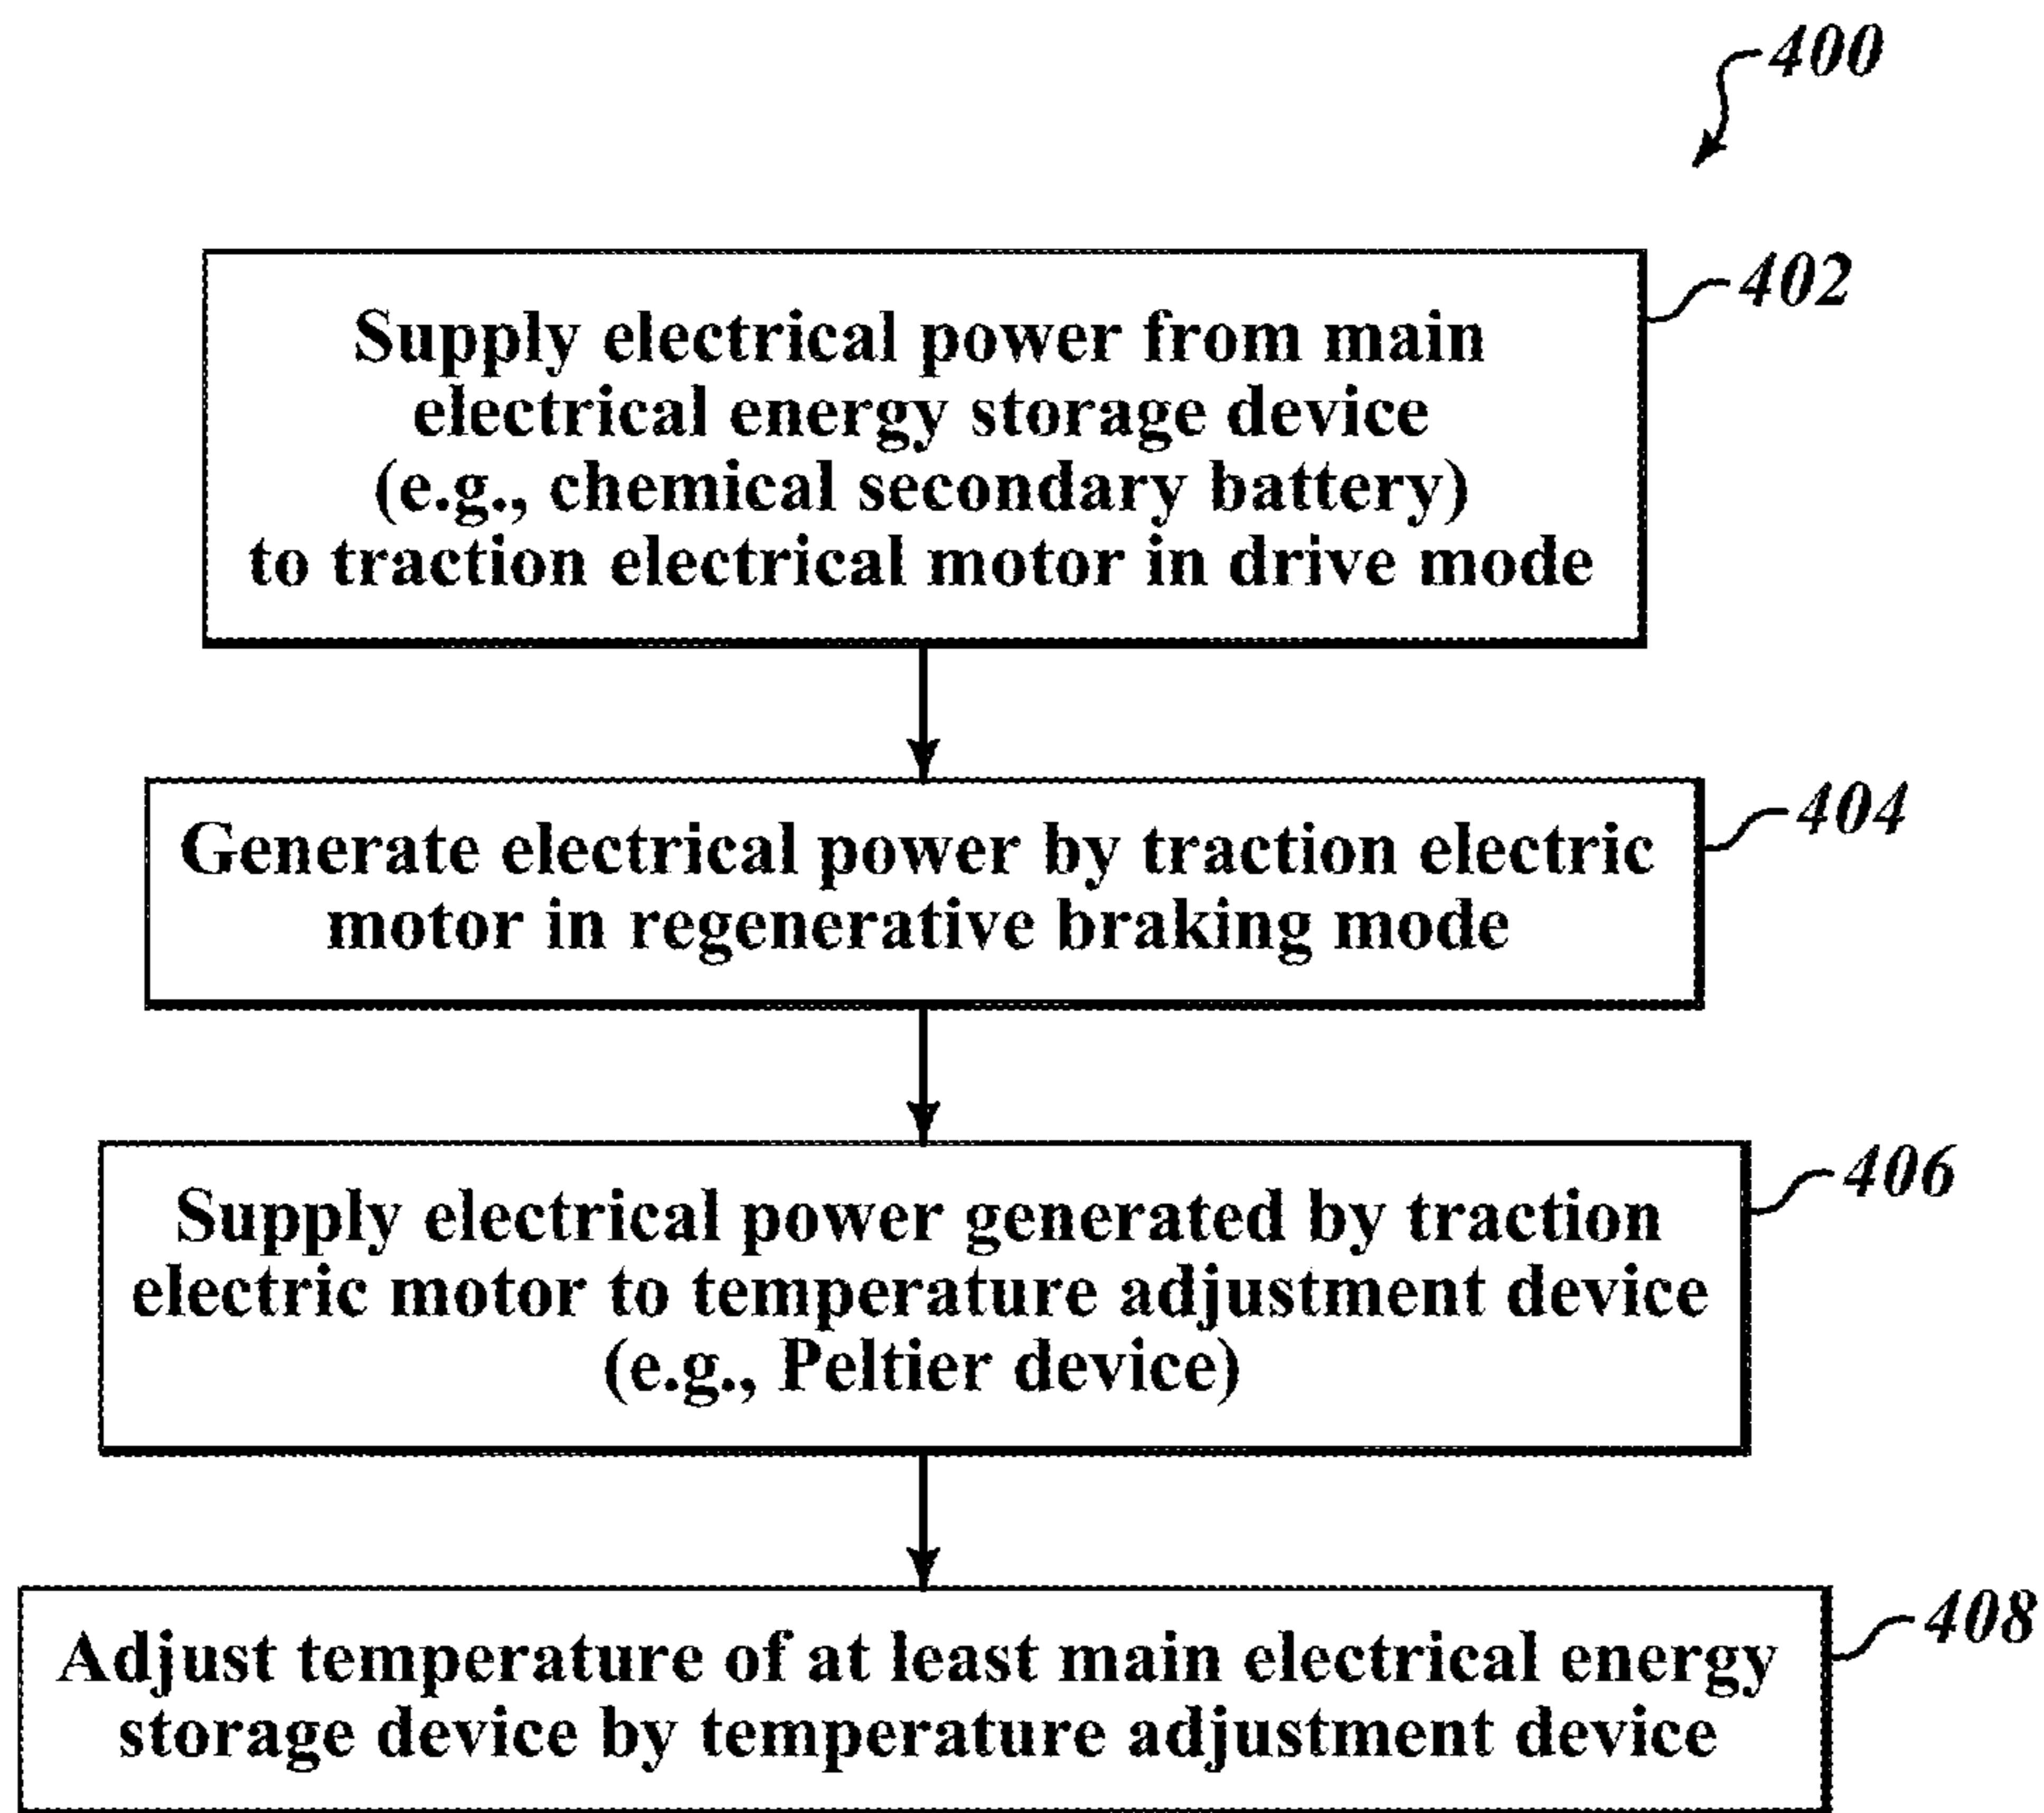 400
402
Supply electrical power from main
electrical energy storage device
(e.g., chemical secondary battery)
to traction electrical motor in drive mode
404
Generate electrical power by traction electric
motor in regenerative braking mode
406
Supply electrical power generated by traction
electric motor to temperature adjustment device
(e.g., Peltier device)
408
Adjust temperature of at least main electrical energy
storage device by temperature adjustment device